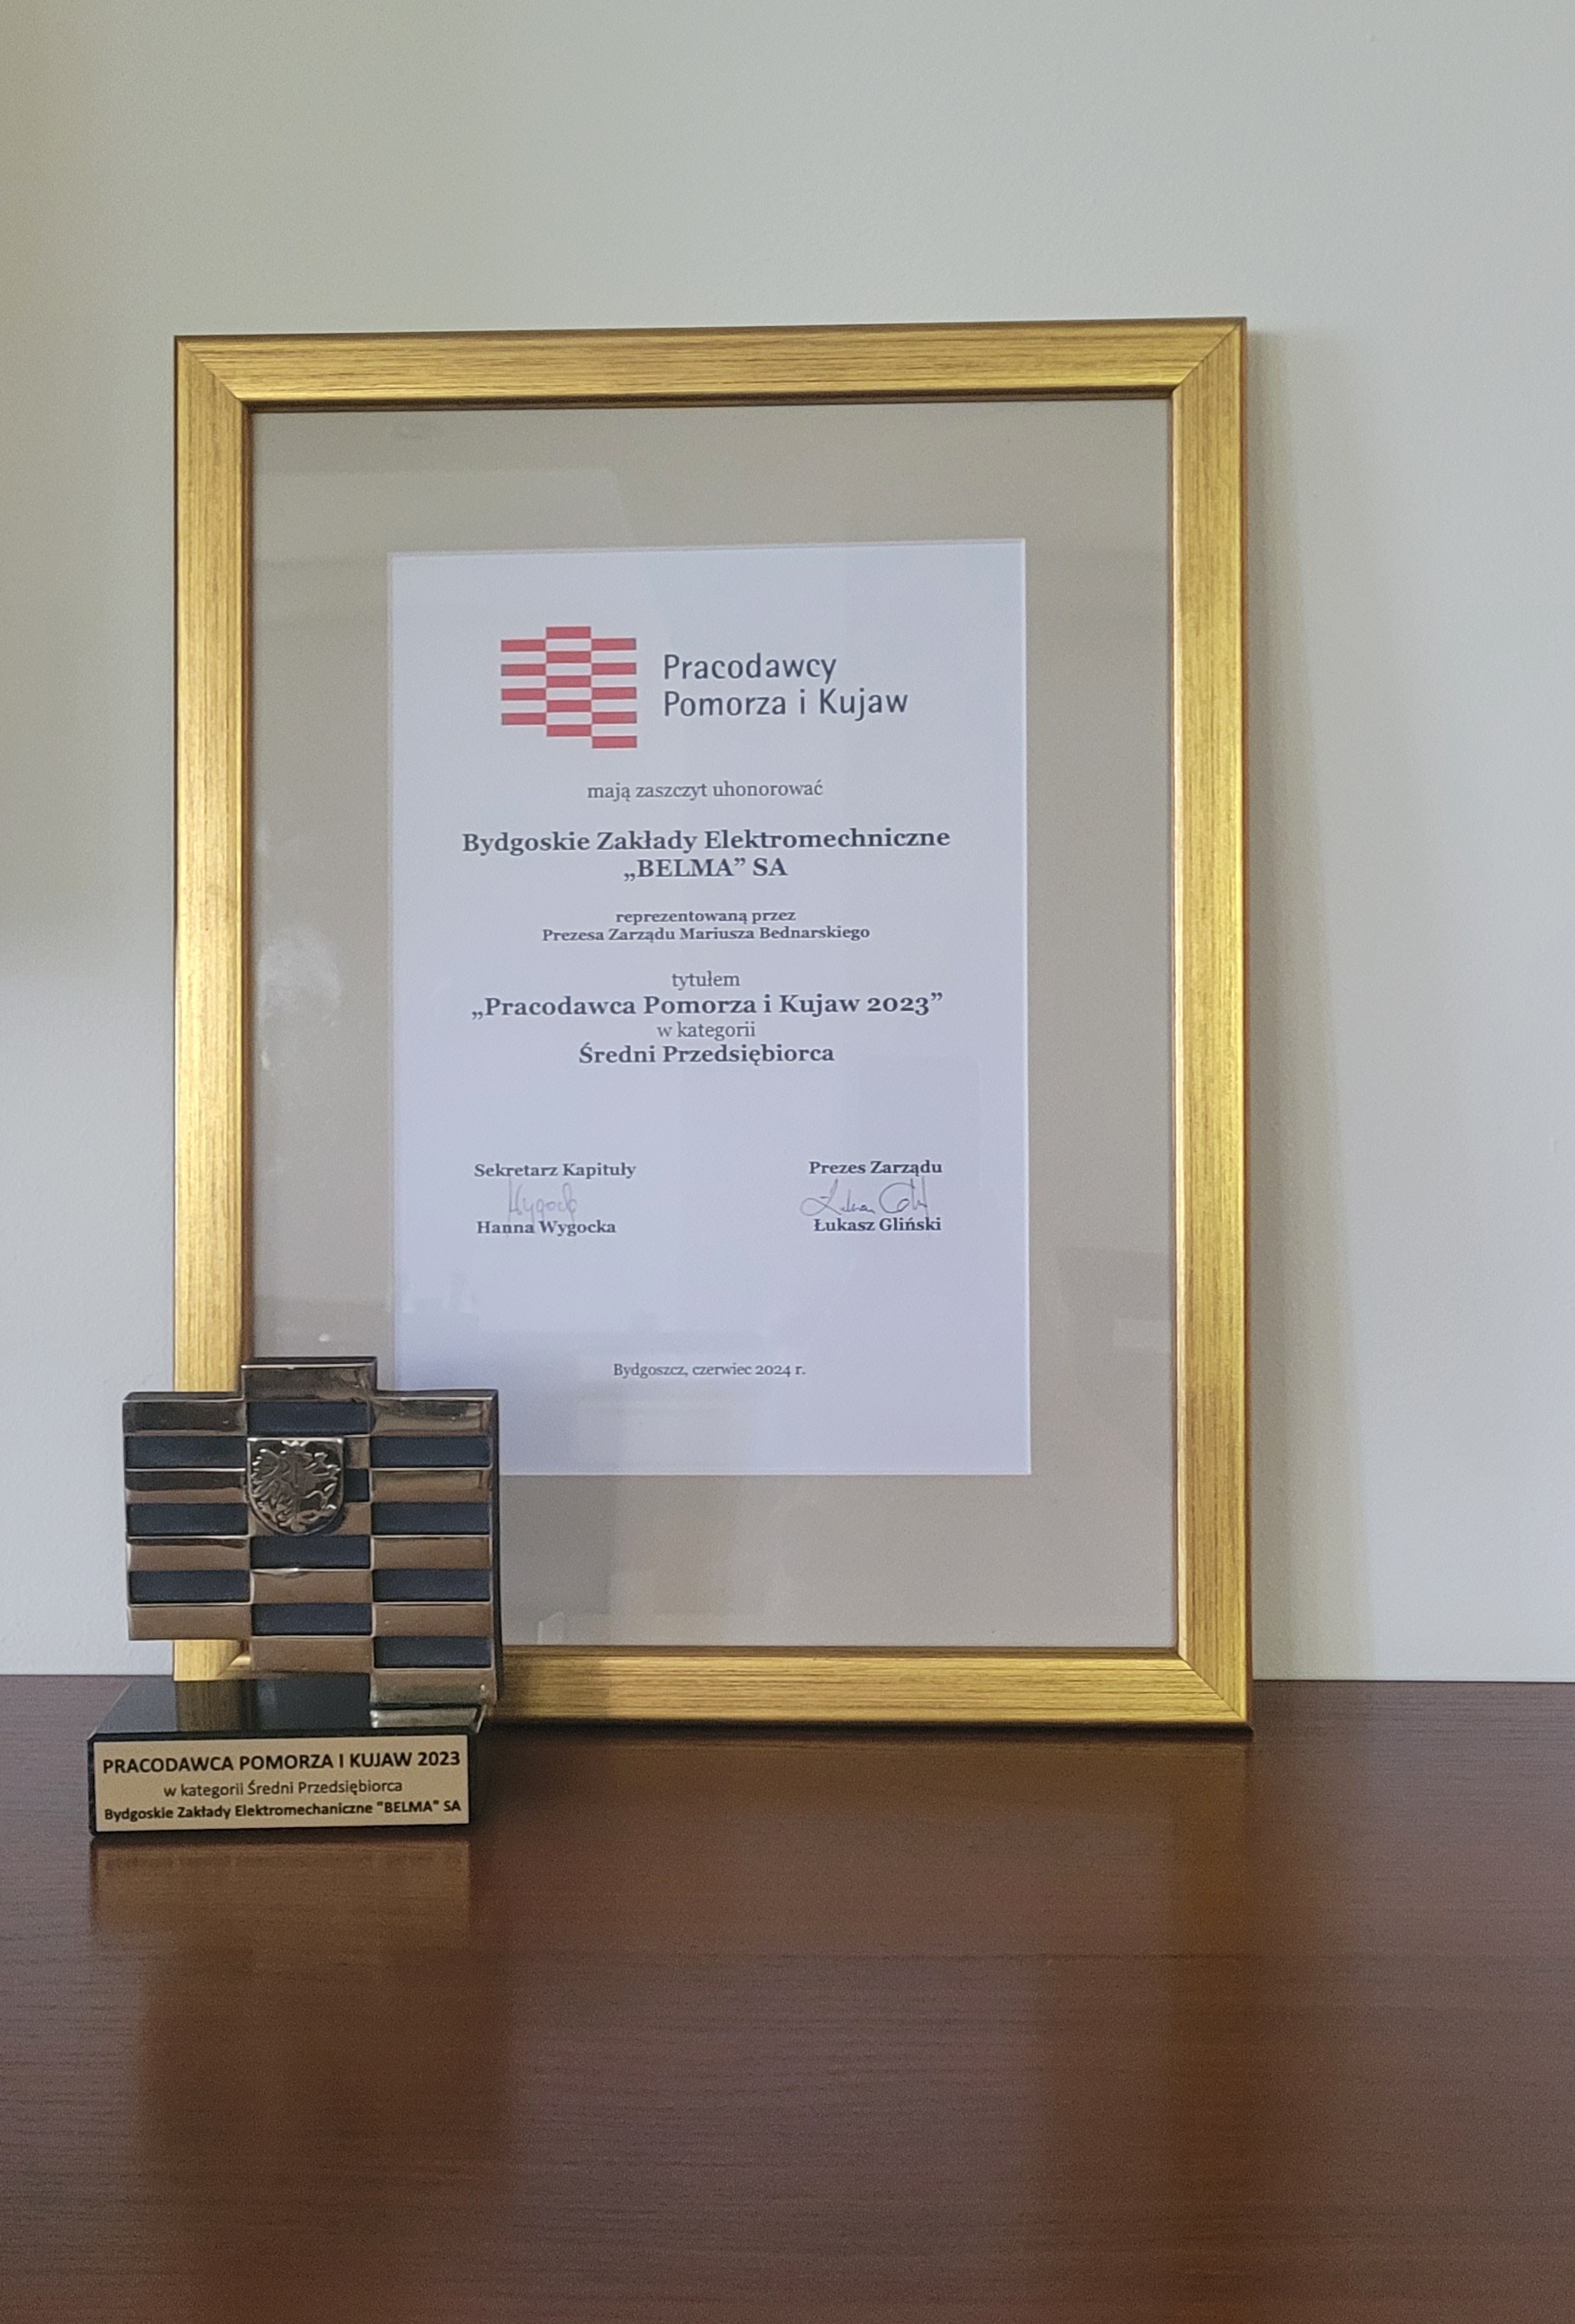 Pracodawcy
Pomorza i Kujaw
mają zaszczyt uhonorować
Bydgoskie Zakłady Elektromechniczne
„BELMA” SA
reprezentowaną przez
Prezesa Zarządu Mariusza Bednarskiego
tytułem
„Pracodawca Pomorza i Kujaw 2023”
w kategorii
Średni Przedsiębiorca
Sekretarz Kapituły
Hanna Wygocka
Prezes Zarządu
Łukasz Gliński
Bydgoszcz, czerwiec 2024 r.
PRACODAWCA POMORZA I KUJAW 2023
w kategorii Średni Przedsiębiorca
Bydgoskie Zakłady Elektromechaniczne "BELMA" SA